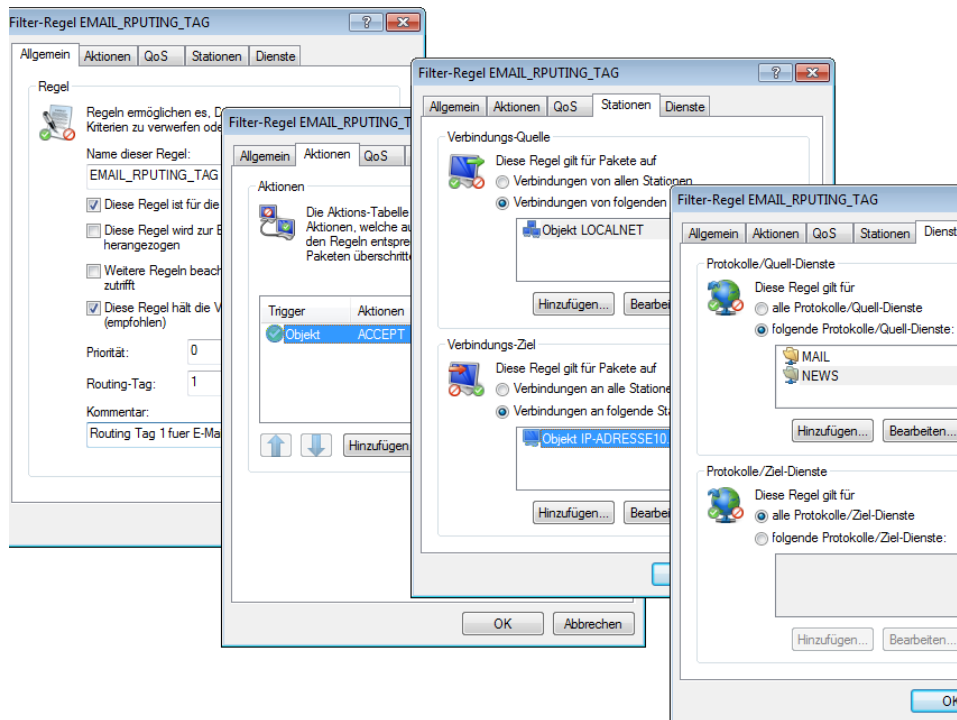 Filter-Regel EMAIL_RPUTING_TAG
Allgemein Aktionen QoS Stationen Dienste
Regel
Regeln ermöglichen es, D
Kriterien zu verwerfen ode
Name dieser Regel:
EMAIL_RPUTING_TAG
Diese Regel ist für die
Diese Regel wird zur
herangezogen
Weitere Regeln beach
zutrifft
Diese Regel hält die V
(empfohlen)
Priorität: 0
Routing-Tag: 1
Kommentar:
Routing Tag 1 fuer E-Ma
Filter-Regel EMAIL_RPUTING_T
Allgemein Aktionen QoS
Aktionen
Die Aktions-Tabelle
Aktionen, welche au
den Regeln entspre
Paketen überschritt
Trigger Aktionen
Objekt ACCEPT
Hinzufügen
OK Abbrechen
Filter-Regel EMAIL_RPUTING_TAG
Allgemein Aktionen QoS Stationen Dienste
Verbindungs-Quelle
Diese Regel gilt für Pakete auf
Verbindungen von allen Stationen
Verbindungen von folgenden
Objekt LOCALNET
Hinzufügen... Bearbei
Verbindungs-Ziel
Diese Regel gilt für Pakete auf
Verbindungen an alle Statione
Verbindungen an folgende Sta
Objekt IP-ADRESSE10.
Hinzufügen... Bearbei
Filter-Regel EMAIL_RPUTING_TAG
Allgemein Aktionen QoS Stationen Dienst
Protokolle/Quell-Dienste
Diese Regel gilt für
alle Protokolle/Quell-Dienste
folgende Protokolle/Quell-Dienste:
MAIL
NEWS
Hinzufügen... Bearbeiten...
Protokolle/Ziel-Dienste
Diese Regel gilt für
alle Protokolle/Ziel-Dienste
folgende Protokolle/Ziel-Dienste:
Hinzufügen... Bearbeiten...
OK